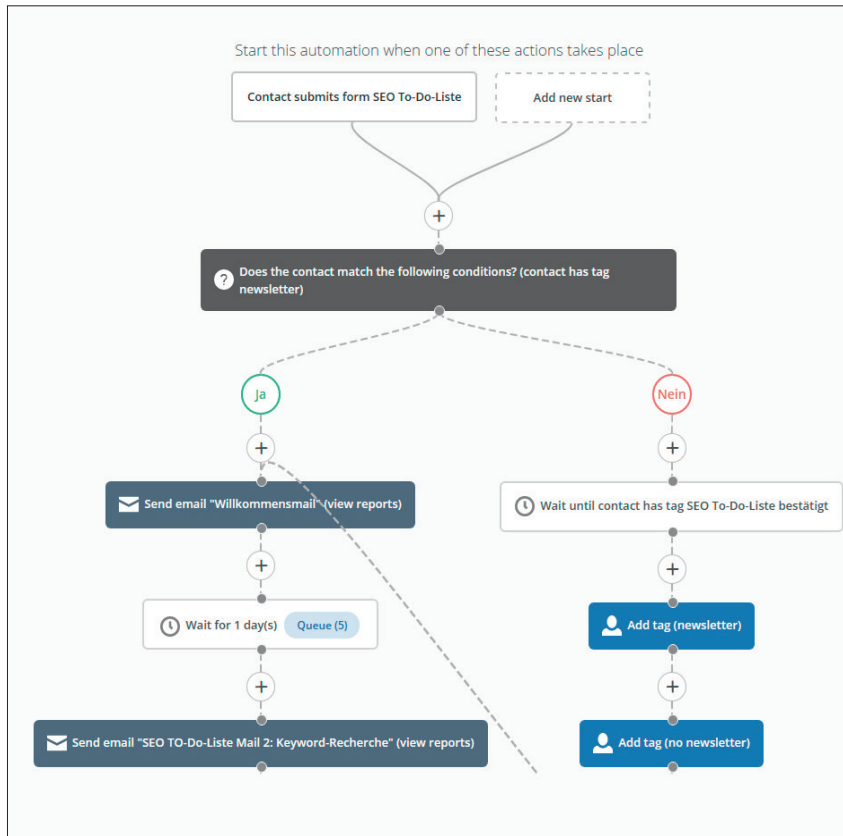 Start this automation when one of these actions takes place
Contact submits form SEO To-Do-Liste
Add new start
Does the contact match the following conditions? (contact has tag
newsletter)
Ja
Nein
Send email "Willkommensmail" (view reports)
Wait until contact has tag SEO To-Do-Liste bestätigt
Wait for 1 day(s)
Queue (5)
Add tag (newsletter)
Send email "SEO TO-Do-Liste Mail 2: Keyword-Recherche" (view reports)
Add tag (no newsletter)